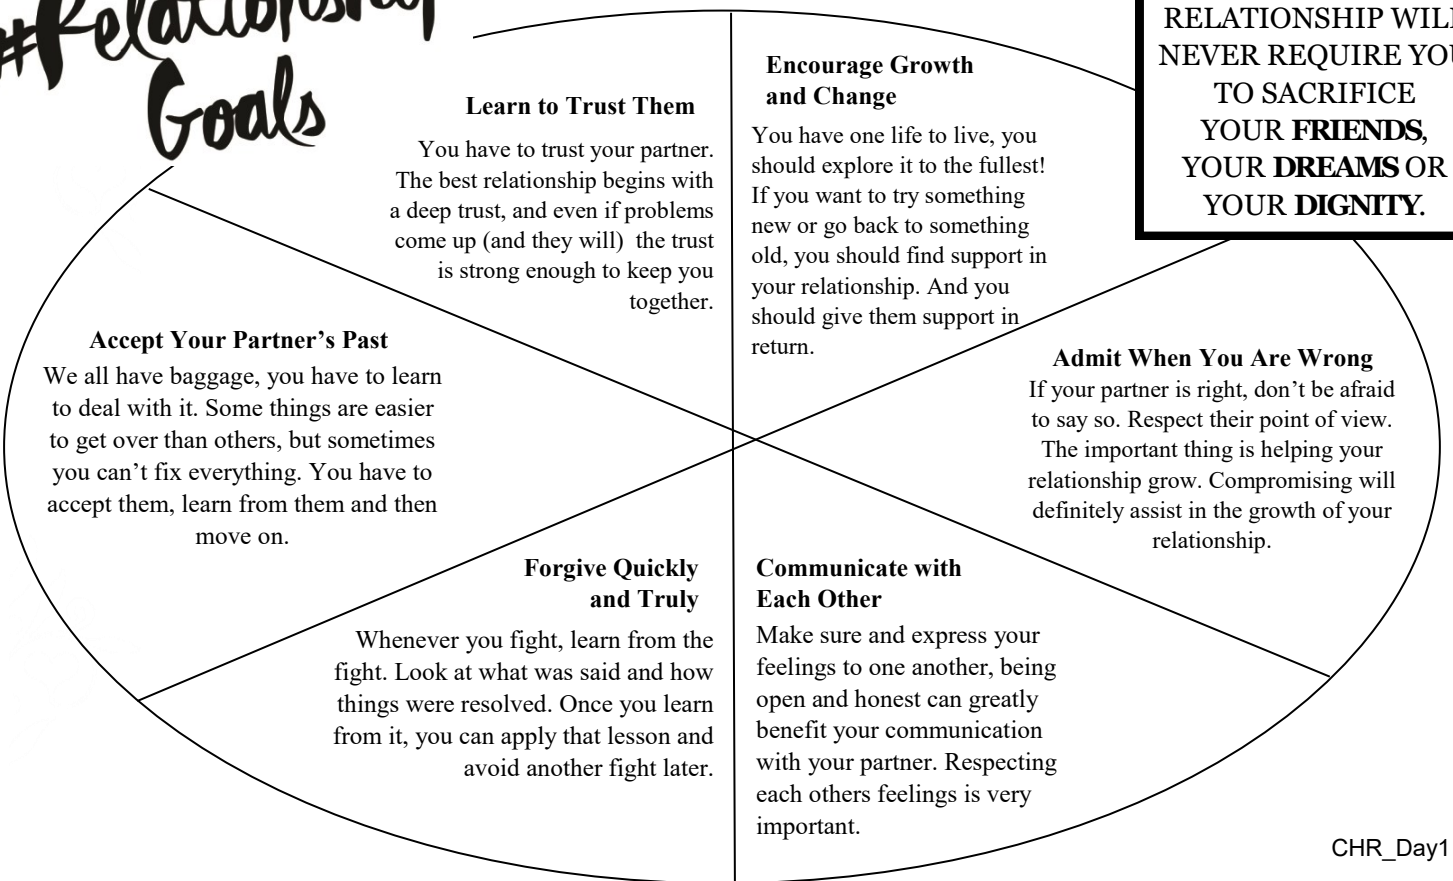 #Relationship
Goals
RELATIONSHIP WILL
NEVER REQUIRE YOU
TO SACRIFICE
YOUR FRIENDS,
YOUR DREAMS OR
YOUR DIGNITY.
Learn to Trust Them
You have to trust your partner.
The best relationship begins with
a deep trust, and even if problems
come up (and they will)  the trust
is strong enough to keep you
together.
Encourage Growth
and Change
You have one life to live, you
should explore it to the fullest!
If you want to try something
new or go back to something
old, you should find support in
your relationship. And you
should give them support in
return.
Accept Your Partner’s Past
We all have baggage, you have to learn
to deal with it. Some things are easier
to get over than others, but sometimes
you can’t fix everything. You have to
accept them, learn from them and then
move on.
Admit When You Are Wrong
If your partner is right, don’t be afraid
to say so. Respect their point of view.
The important thing is helping your
relationship grow. Compromising will
definitely assist in the growth of your
relationship.
Forgive Quickly
and Truly
Whenever you fight, learn from the
fight. Look at what was said and how
things were resolved. Once you learn
from it, you can apply that lesson and
avoid another fight later.
Communicate with
Each Other
Make sure and express your
feelings to one another, being
open and honest can greatly
benefit your communication
with your partner. Respecting
each others feelings is very
important.
CHR_Day1